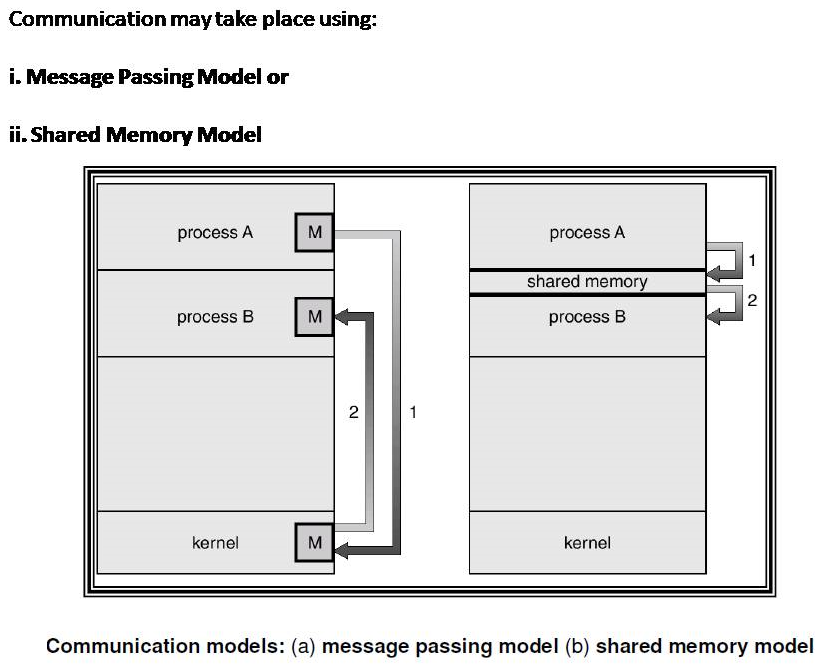 Communication may take place using:
i. Message Passing Model or
ii. Shared Memory Model
process A
M
process B
M
2
1
kernel
M
process A
1
shared memory
2
process B
kernel
Communication models: (a) message passing model (b) shared memory model